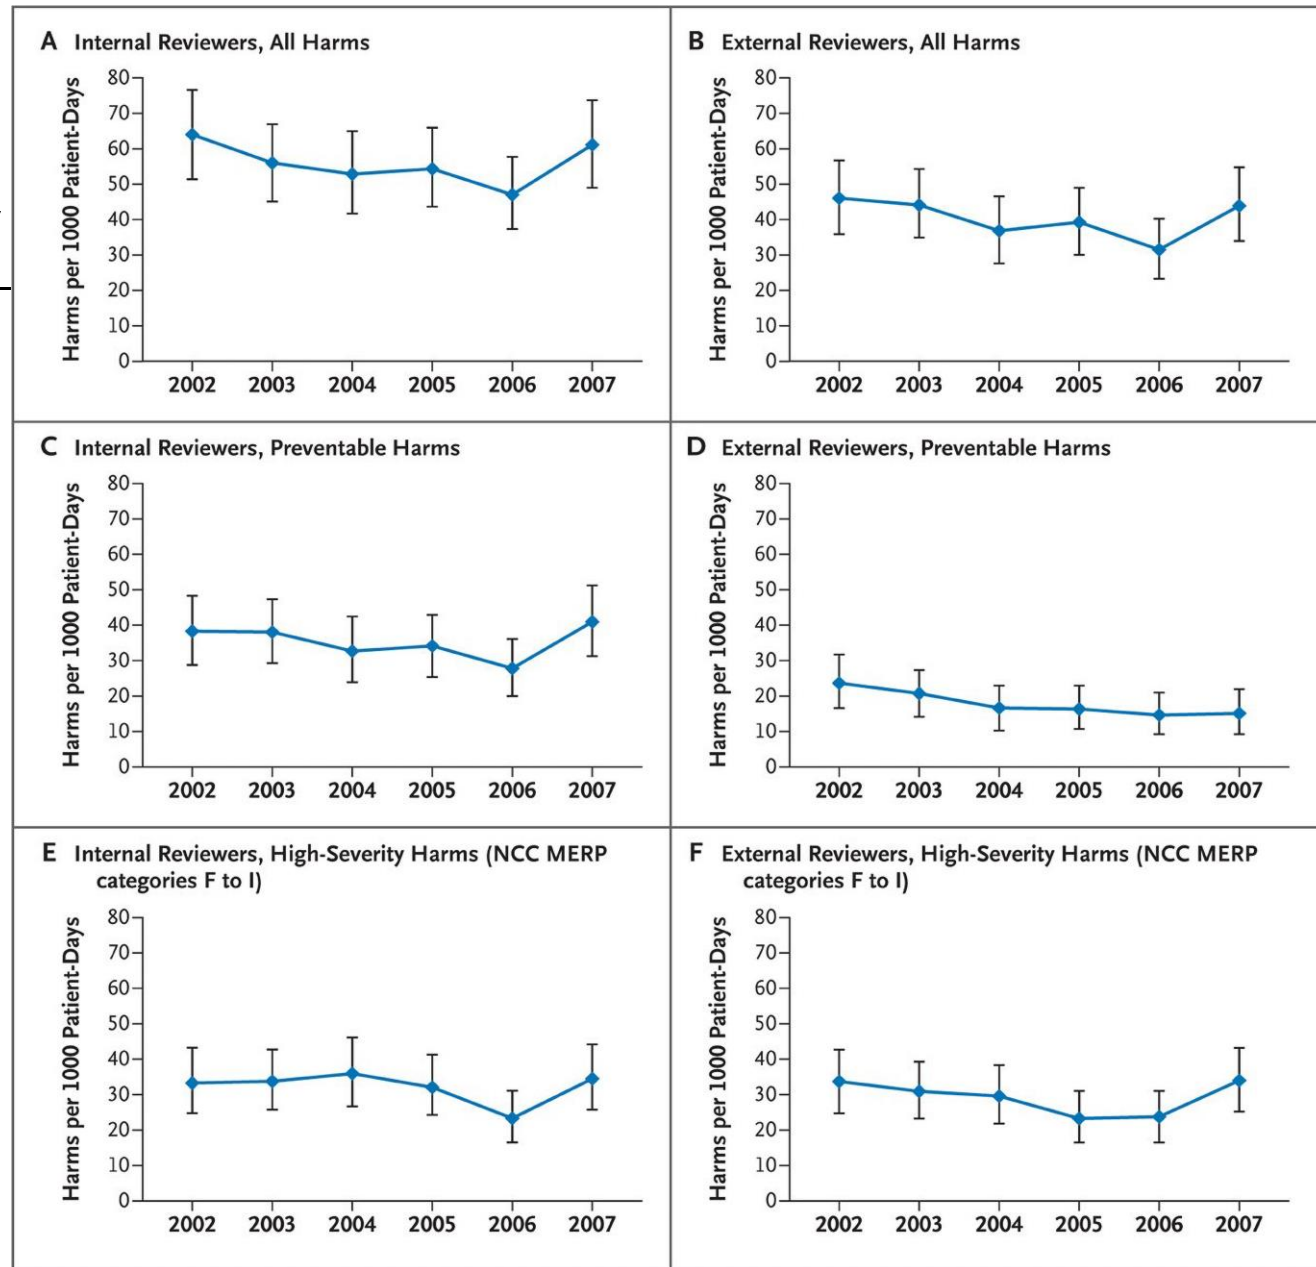 A Internal Reviewers, All Harms
Harms per 1000 Patient-Days
80
70
60
50
40
30
20
10
0
2002 2003 2004 2005 2006 2007
B External Reviewers, All Harms
Harms per 1000 Patient-Days
80
70
60
50
40
30
20
10
0
2002 2003 2004 2005 2006 2007
C Internal Reviewers, Preventable Harms
Harms per 1000 Patient-Days
80
70
60
50
40
30
20
10
0
2002 2003 2004 2005 2006 2007
D External Reviewers, Preventable Harms
Harms per 1000 Patient-Days
80
70
60
50
40
30
20
10
0
2002 2003 2004 2005 2006 2007
E Internal Reviewers, High-Severity Harms (NCC MERP
categories F to I)
Harms per 1000 Patient-Days
80
70
60
50
40
30
20
10
0
2002 2003 2004 2005 2006 2007
F External Reviewers, High-Severity Harms (NCC MERP
categories F to I)
Harms per 1000 Patient-Days
80
70
60
50
40
30
20
10
0
2002 2003 2004 2005 2006 2007